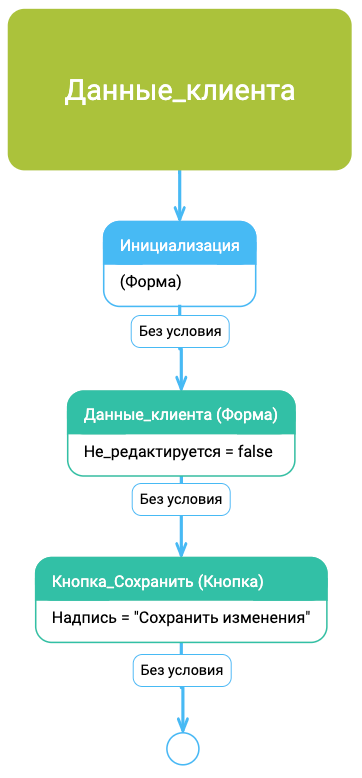 Данные_клиента
Инициализация
(Форма)
Без условия
Данные_клиента (Форма)
Не_редактируется = false
Без условия
Кнопка_Сохранить (Кнопка)
Надпись = "Сохранить изменения"
Без условия